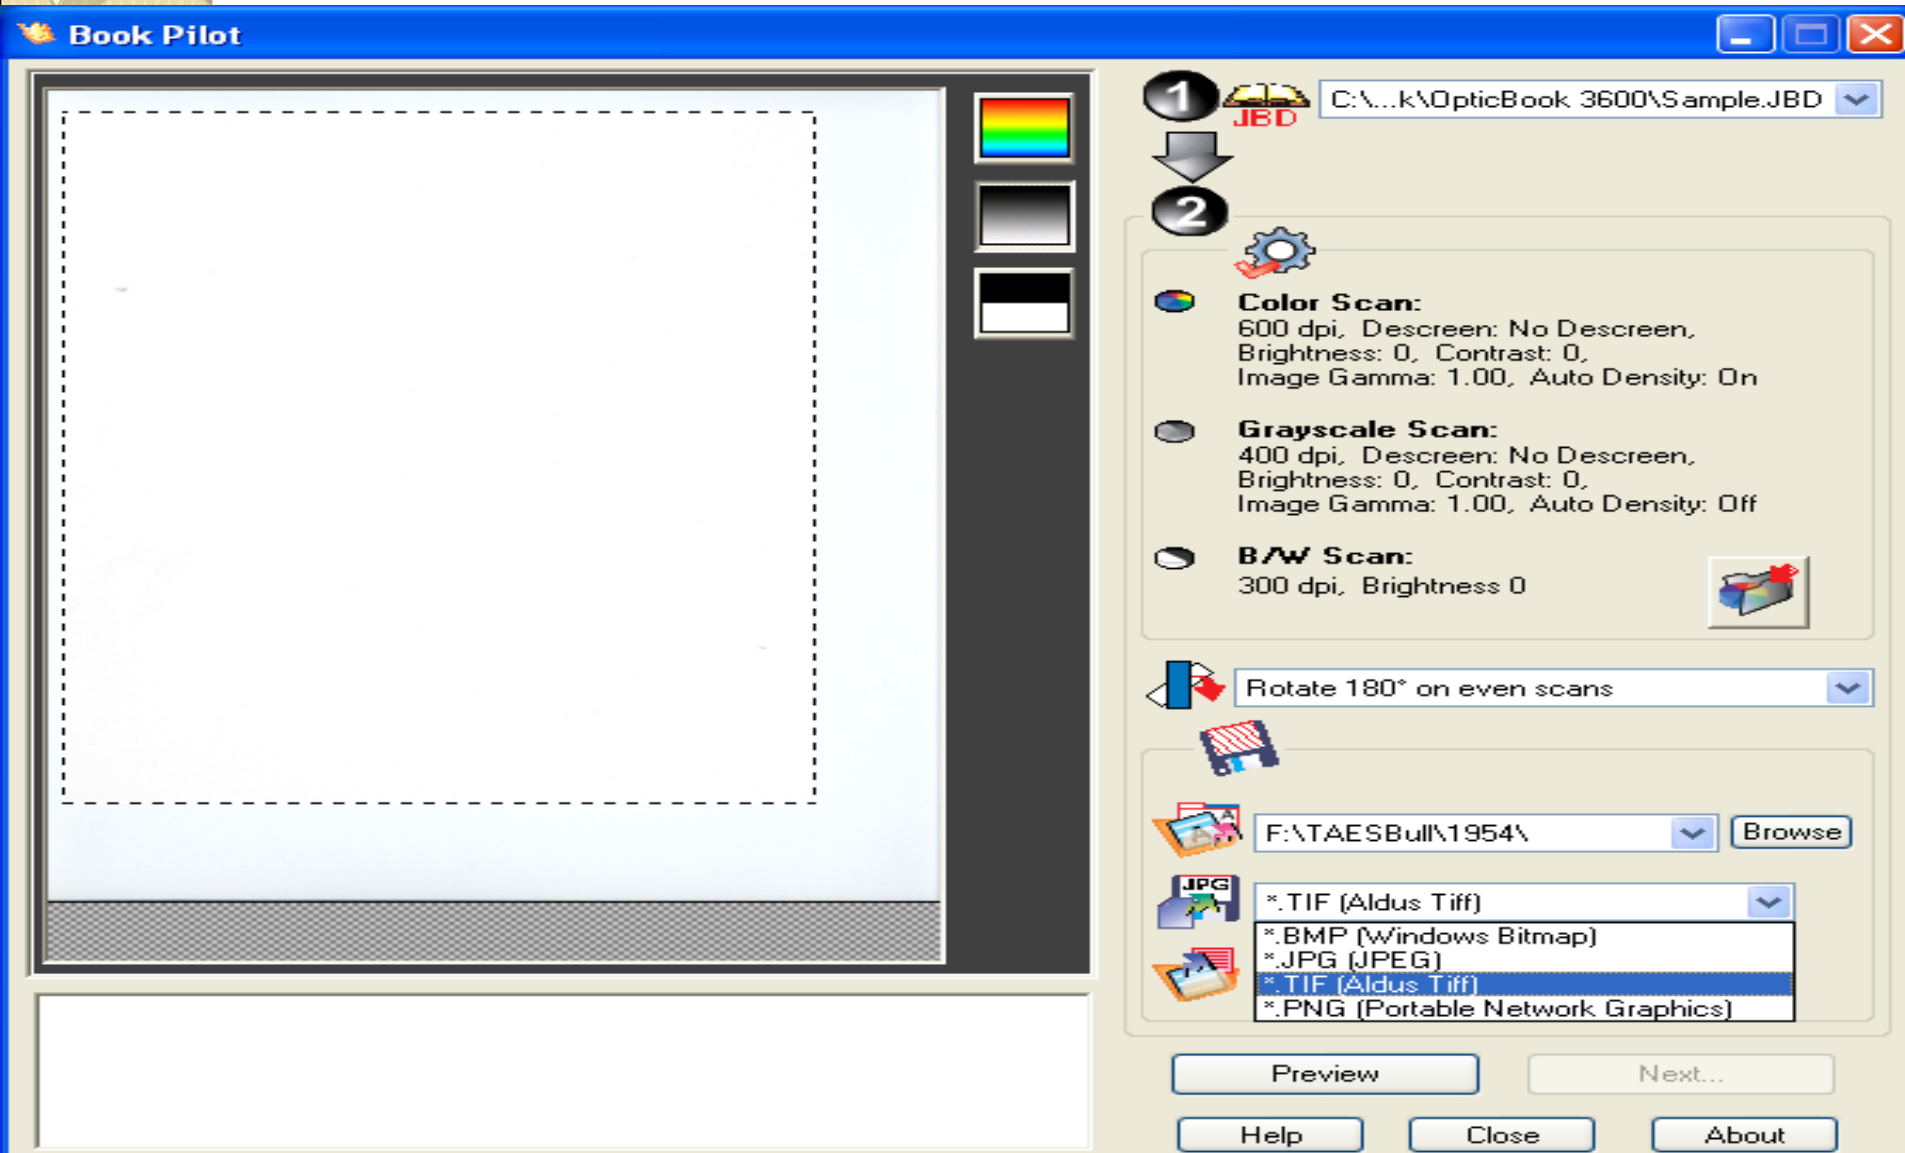 Book Pilot
1
JBD
C:\...k\OpticBook 3600\Sample.JBD
2
Color Scan:
600 dpi, Descreen: No Descreen,
Brightness: 0, Contrast: 0,
Image Gamma: 1.00, Auto Density: On
Grayscale Scan:
400 dpi, Descreen: No Descreen,
Brightness: 0, Contrast: 0,
Image Gamma: 1.00, Auto Density: Off
B/W Scan:
300 dpi, Brightness 0
Rotate 180° on even scans
A
A
F:\TAESBull\1954\
Browse
JPG
*.TIF (Aldus Tiff)
*.BMP (Windows Bitmap)
*.JPG (JPEG)
*.TIF (Aldus Tiff)
*.PNG (Portable Network Graphics)
Preview
Next...
Help
Close
About